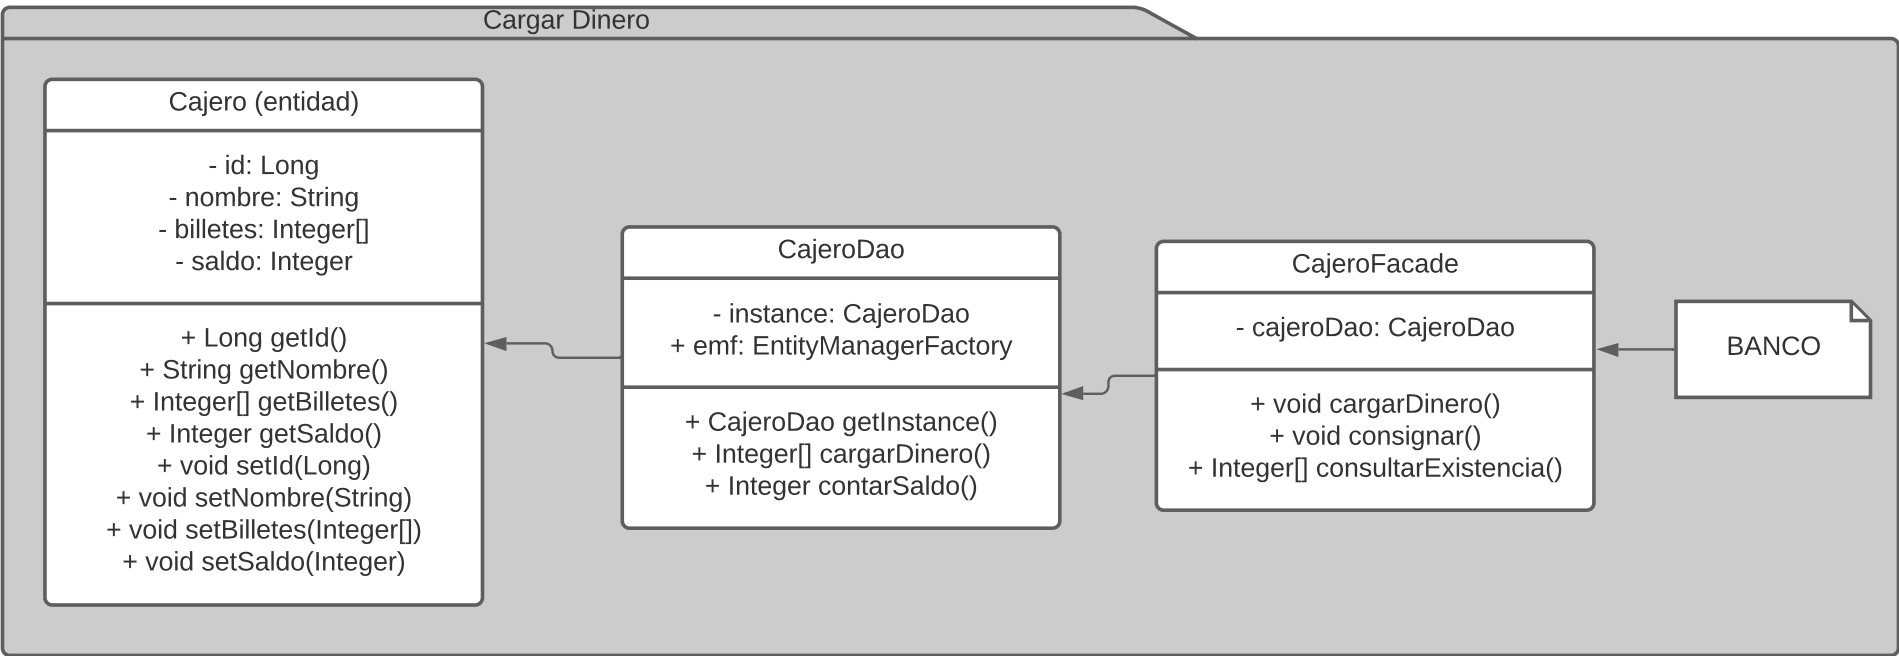 Cargar Dinero
Cajero (entidad)
- id: Long
- nombre: String
- billetes: Integer[]
- saldo: Integer
+ Long getId()
+ String getNombre()
+ Integer[] getBilletes()
+ Integer getSaldo()
+ void setId(Long)
+ void setNombre(String)
+ void setBilletes(Integer[])
+ void setSaldo(Integer)
CajeroDao
- instance: CajeroDao
+ emf: EntityManagerFactory
+ CajeroDao getInstance()
+ Integer[] cargarDinero()
+ Integer contarSaldo()
CajeroFacade
- cajeroDao: CajeroDao
+ void cargarDinero()
+ void consignar()
+ Integer[] consultarExistencia()
BANCO